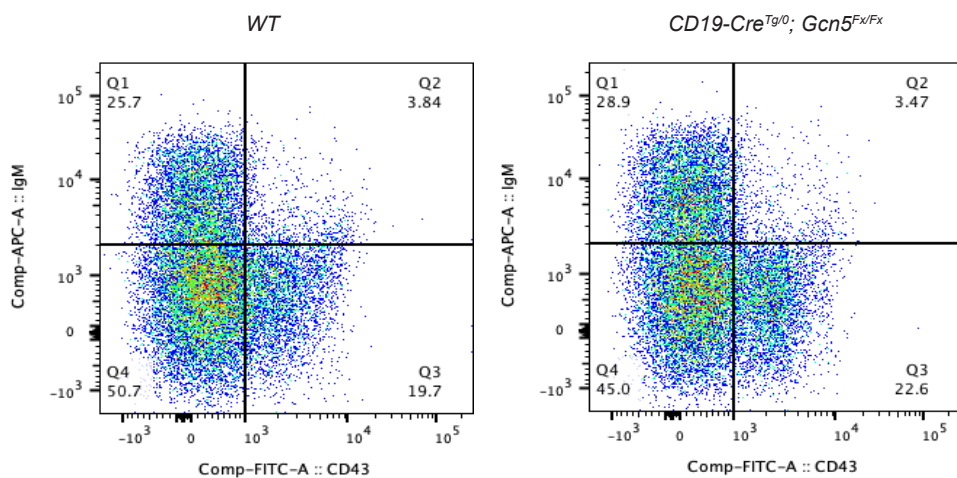 WT
CD19-Cre^Tg/0; Gcn5^Fx/Fx
Q1
25.7
Q2
3.84
Q4
50.7
Q3
19.7
10^5
10^4
10^3
0
-10^3
-10^3
0
10^3
10^4
10^5
Comp-APC-A :: IgM
Comp-FITC-A :: CD43
Q1
28.9
Q2
3.47
Q4
45.0
Q3
22.6
10^5
10^4
10^3
0
-10^3
-10^3
0
10^3
10^4
10^5
Comp-APC-A :: IgM
Comp-FITC-A :: CD43